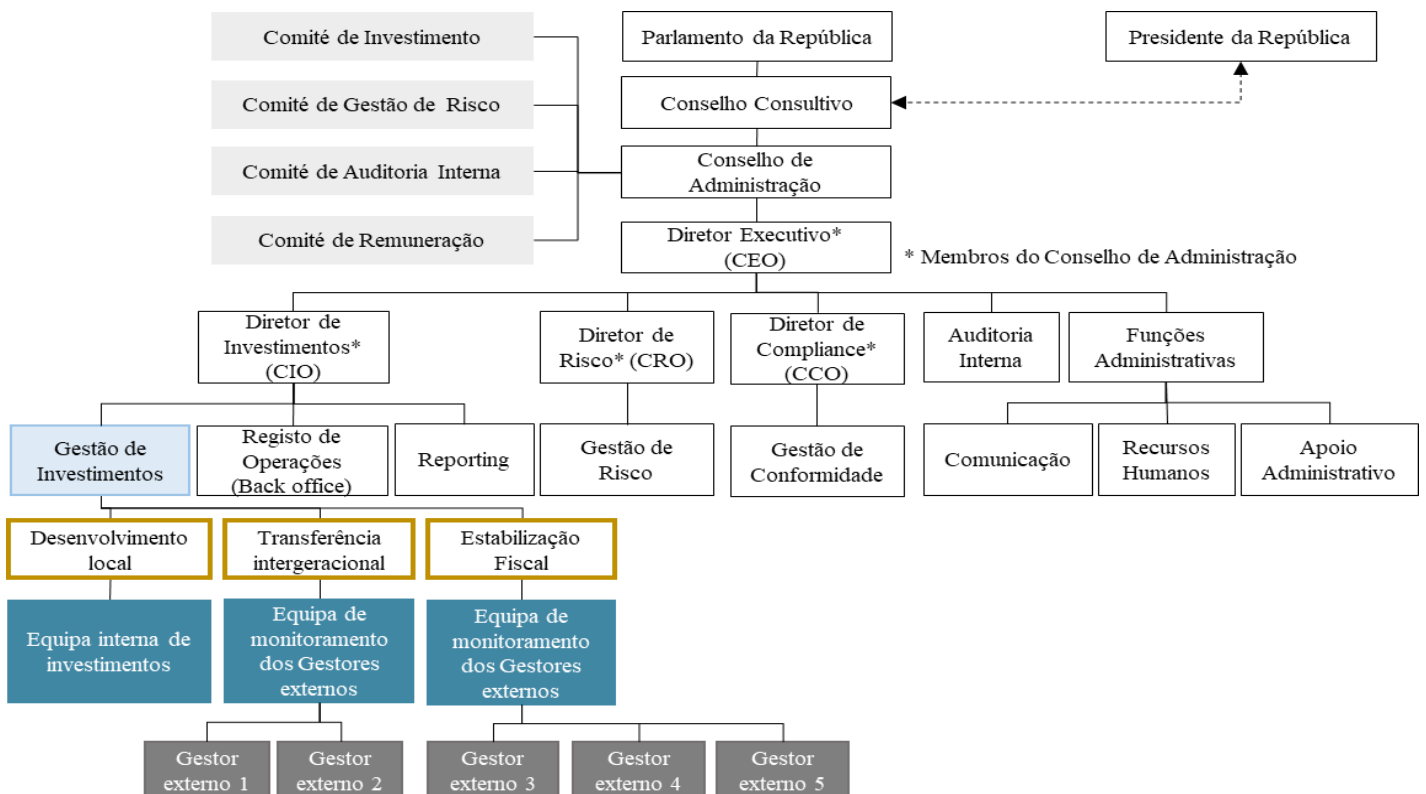 Comité de Investimento
Parlamento da República
Presidente da República
Comité de Gestão de Risco
Conselho Consultivo
Comité de Auditoria Interna
Conselho de
Administração
Comité de Remuneração
Diretor Executivo*
(CEO)
* Membros do Conselho de Administração
Diretor de
Investimentos*
(CIO)
Diretor de
Risco* (CRO)
Diretor de
Compliance*
(CCO)
Auditoria
Interna
Funções
Administrativas
Gestão de
Investimentos
Registo de
Operações
(Back office)
Reporting
Gestão de
Risco
Gestão de
Conformidade
Comunicação
Recursos
Humanos
Apoio
Administrativo
Desenvolvimento
local
Transferência
intergeracional
Estabilização
Fiscal
Equipa interna de
investimentos
Equipa de
monitoramento
dos Gestores
externos
Equipa de
monitoramento
dos Gestores
externos
Gestor
externo 1
Gestor
externo 2
Gestor
externo 3
Gestor
externo 4
Gestor
externo 5